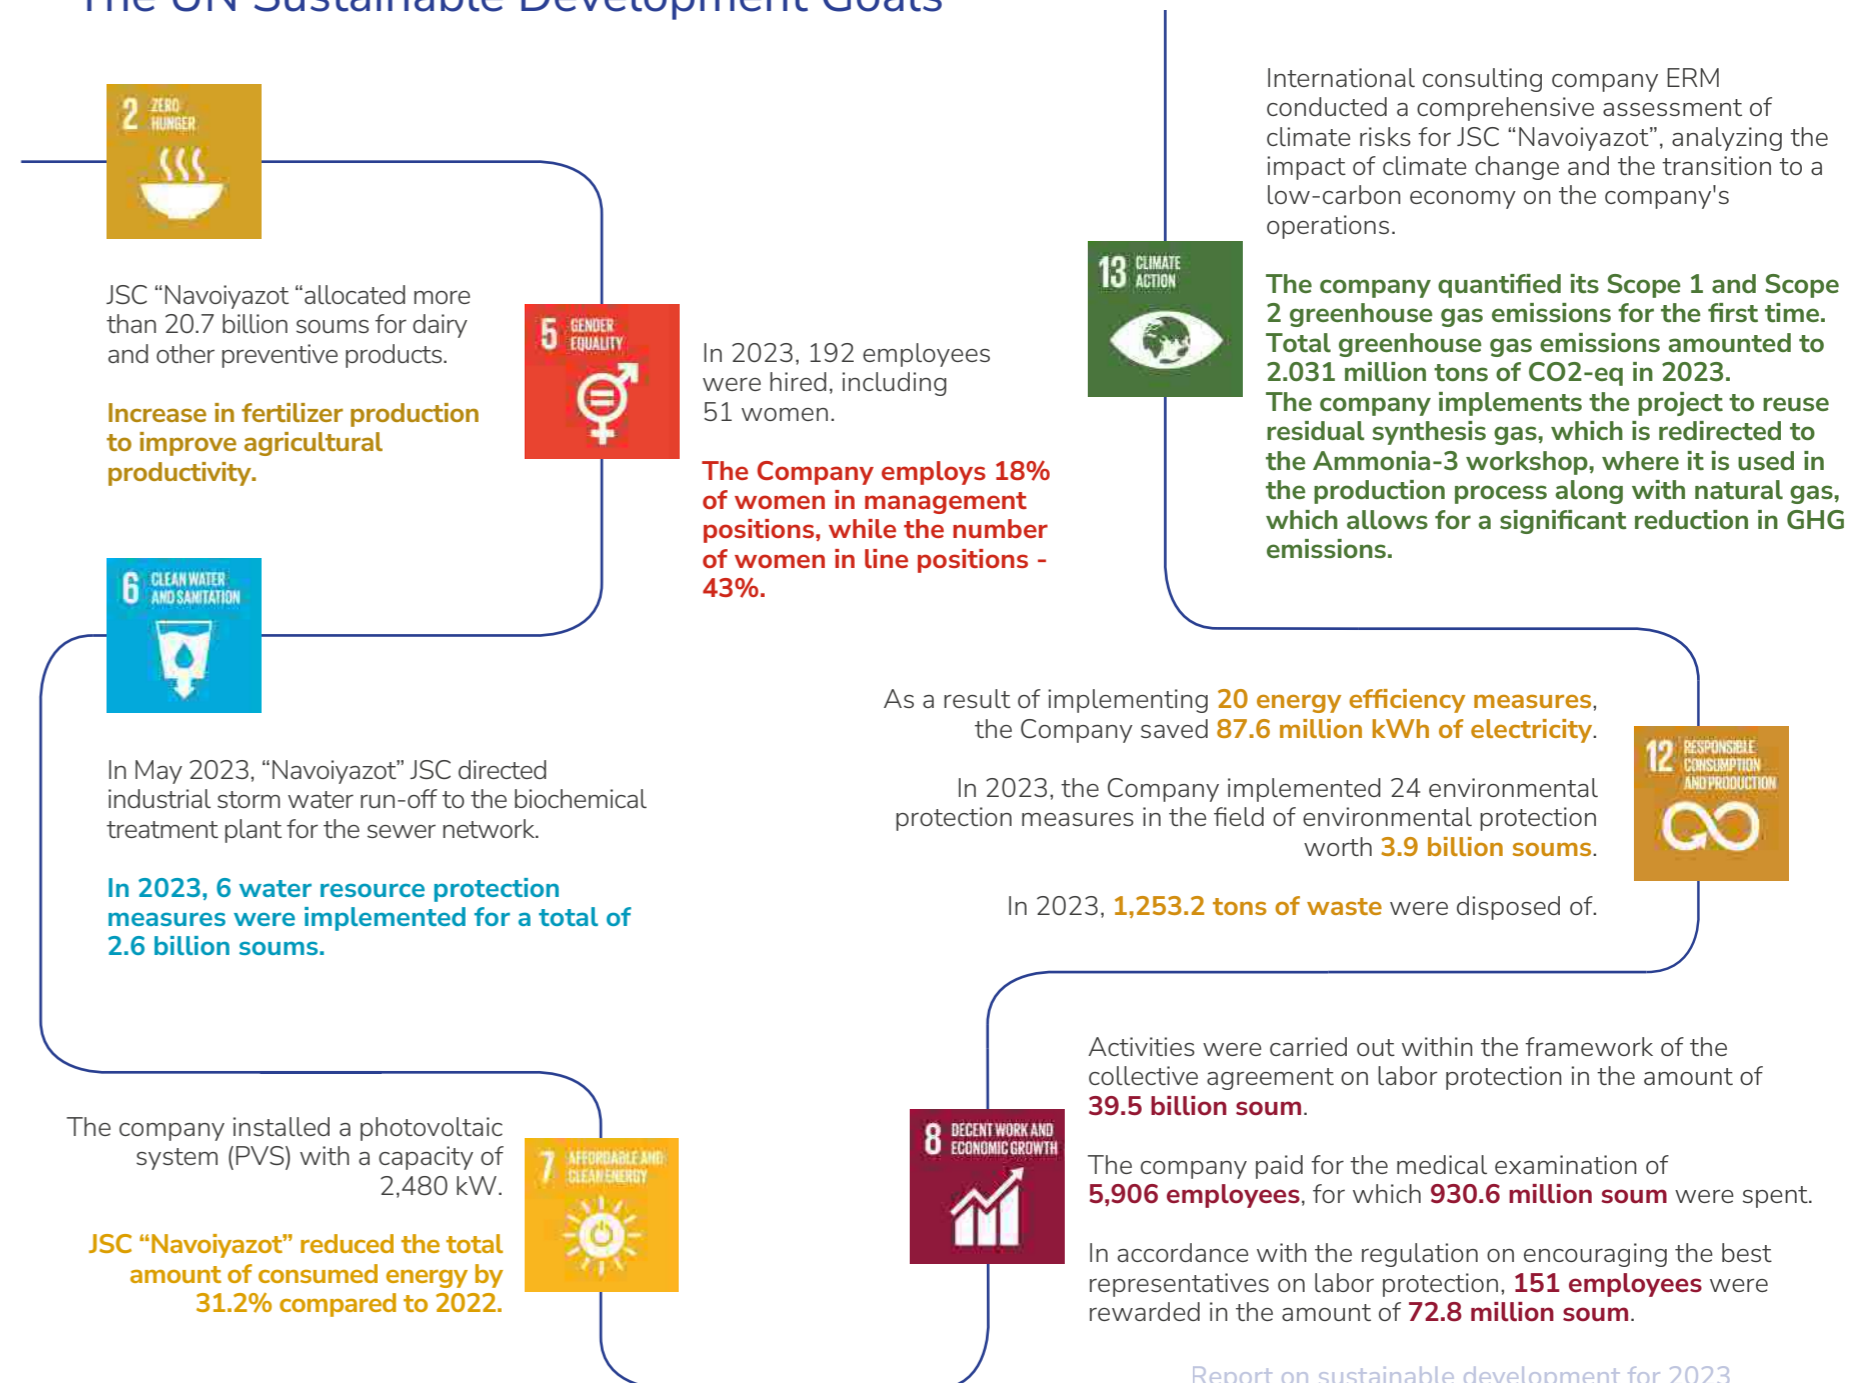 The UN Sustainable Development Goals
2 ZERO
HUNGER
JSC “Navoiyazot “allocated more
than 20.7 billion soums for dairy
and other preventive products.
Increase in fertilizer production
to improve agricultural
productivity.
5 GENDER
EQUALITY
In 2023, 192 employees
were hired, including
51 women.
The Company employs 18%
of women in management
positions, while the number
of women in line positions -
43%.
6 CLEAN WATER
AND SANITATION
In May 2023, “Navoiyazot” JSC directed
industrial storm water run-off to the biochemical
treatment plant for the sewer network.
In 2023, 6 water resource protection
measures were implemented for a total of
2.6 billion soums.
The company installed a photovoltaic
system (PVS) with a capacity of
2,480 kW.
JSC “Navoiyazot” reduced the total
amount of consumed energy by
31.2% compared to 2022.
7 AFFORDABLE AND
CLEAN ENERGY
International consulting company ERM
conducted a comprehensive assessment of
climate risks for JSC “Navoiyazot”, analyzing the
impact of climate change and the transition to a
low-carbon economy on the company's
operations.
13 CLIMATE
ACTION
The company quantified its Scope 1 and Scope
2 greenhouse gas emissions for the first time.
Total greenhouse gas emissions amounted to
2.031 million tons of CO2-eq in 2023.
The company implements the project to reuse
residual synthesis gas, which is redirected to
the Ammonia-3 workshop, where it is used in
the production process along with natural gas,
which allows for a significant reduction in GHG
emissions.
As a result of implementing 20 energy efficiency measures,
the Company saved 87.6 million kWh of electricity.
In 2023, the Company implemented 24 environmental
protection measures in the field of environmental protection
worth 3.9 billion soums.
In 2023, 1,253.2 tons of waste were disposed of.
12 RESPONSIBLE
CONSUMPTION
AND PRODUCTION
8 DECENT WORK AND
ECONOMIC GROWTH
Activities were carried out within the framework of the
collective agreement on labor protection in the amount of
39.5 billion soum.
The company paid for the medical examination of
5,906 employees, for which 930.6 million soum were spent.
In accordance with the regulation on encouraging the best
representatives on labor protection, 151 employees were
rewarded in the amount of 72.8 million soum.
Report on sustainable development for 2023